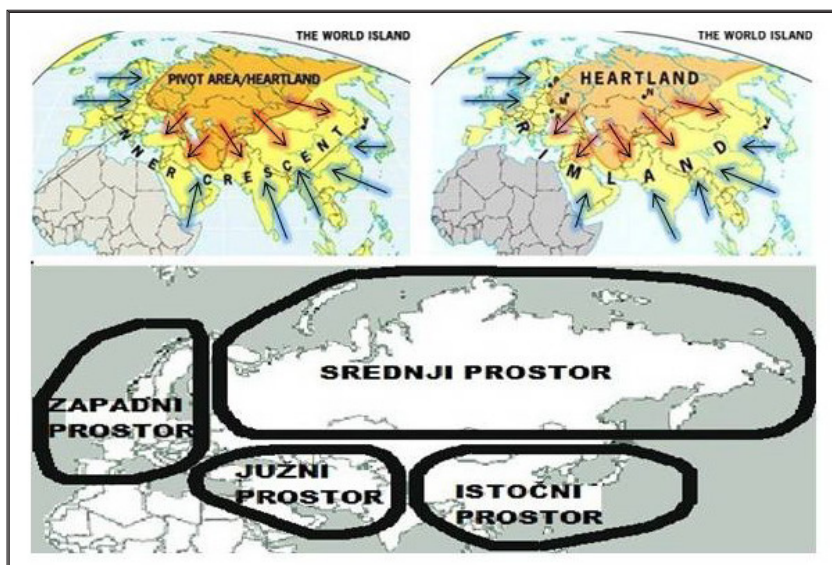 THE WORLD ISLAND
PIVOT AREA/HEARTLAND
INNER CRESCENT
THE WORLD ISLAND
HEARTLAND
P
M
N
RIMLAND
SREDNJI PROSTOR
ZAPADNI
PROSTOR
JUŽNI
PROSTOR
ISTOČNI
PROSTOR